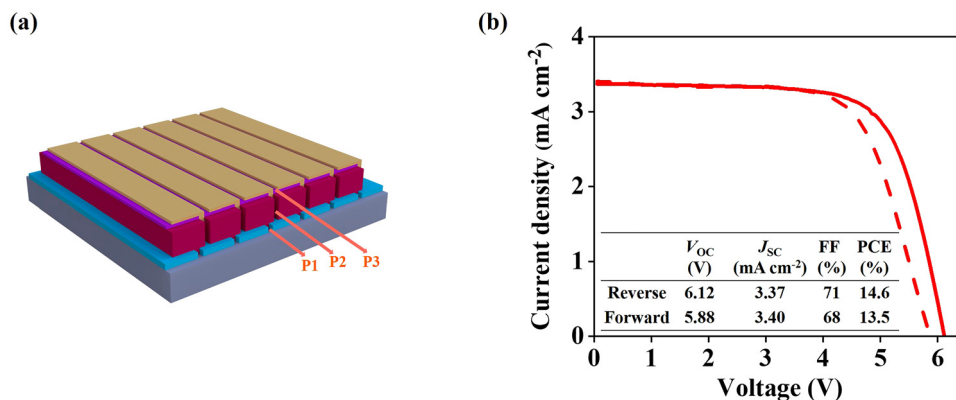 (a)
P1 P2 P3
(b)
Current density (mA cm⁻²)
4
3
2
1
0
V_OC J_SC FF PCE
(V) (mA cm⁻²) (%) (%)
Reverse 6.12 3.37 71 14.6
Forward 5.88 3.40 68 13.5
0 1 2 3 4 5 6
Voltage (V)